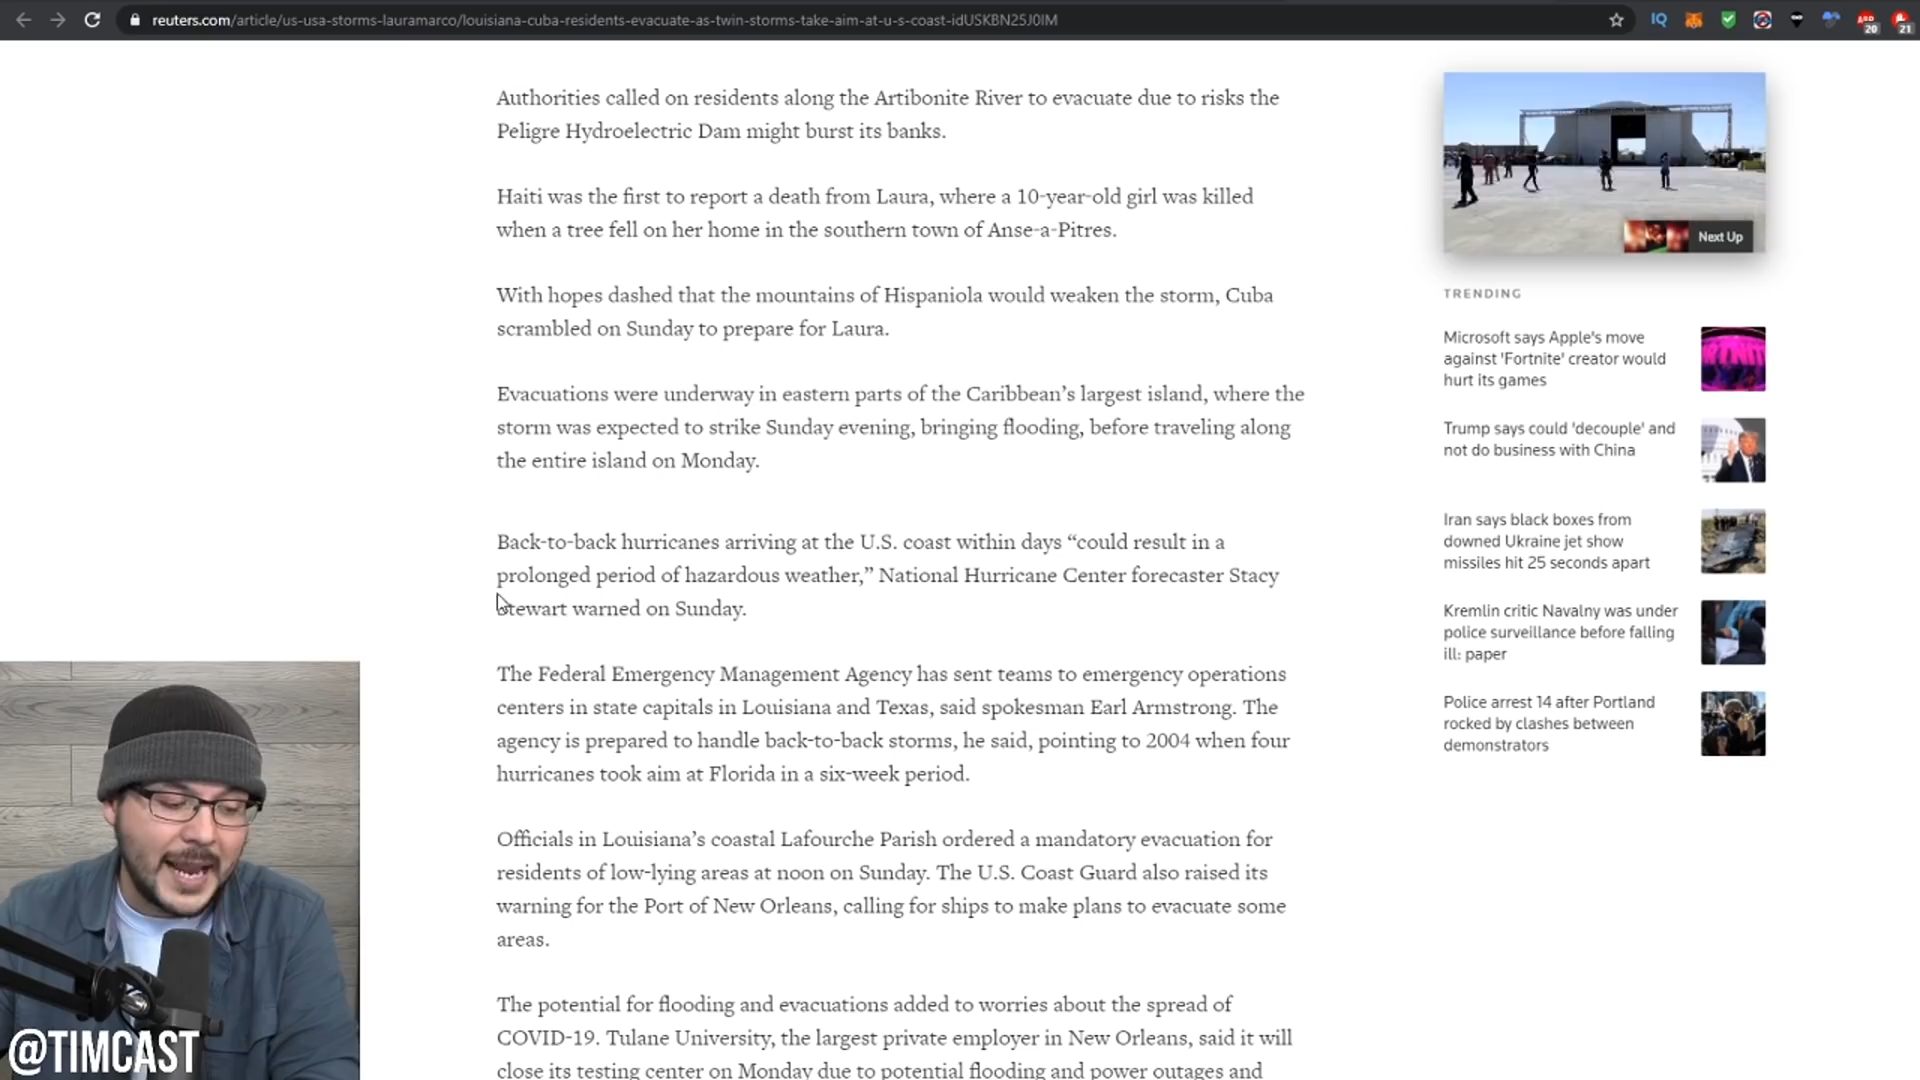 reuters.com/article/us-usa-storms-lauramarco/louisiana-cuba-residents-evacuate-as-twin-storms-take-aim-at-u-s-coast-idUSKBN25J0IM
IQ
20
21
Authorities called on residents along the Artibonite River to evacuate due to risks the
Peligre Hydroelectric Dam might burst its banks.
Haiti was the first to report a death from Laura, where a 10-year-old girl was killed
when a tree fell on her home in the southern town of Anse-a-Pitres.
With hopes dashed that the mountains of Hispaniola would weaken the storm, Cuba
scrambled on Sunday to prepare for Laura.
Evacuations were underway in eastern parts of the Caribbean’s largest island, where the
storm was expected to strike Sunday evening, bringing flooding, before traveling along
the entire island on Monday.
Back-to-back hurricanes arriving at the U.S. coast within days “could result in a
prolonged period of hazardous weather,” National Hurricane Center forecaster Stacy
Stewart warned on Sunday.
The Federal Emergency Management Agency has sent teams to emergency operations
centers in state capitals in Louisiana and Texas, said spokesman Earl Armstrong. The
agency is prepared to handle back-to-back storms, he said, pointing to 2004 when four
hurricanes took aim at Florida in a six-week period.
Officials in Louisiana’s coastal Lafourche Parish ordered a mandatory evacuation for
residents of low-lying areas at noon on Sunday. The U.S. Coast Guard also raised its
warning for the Port of New Orleans, calling for ships to make plans to evacuate some
areas.
The potential for flooding and evacuations added to worries about the spread of
COVID-19. Tulane University, the largest private employer in New Orleans, said it will
close its testing center on Monday due to potential flooding and power outages and
Next Up
TRENDING
Microsoft says Apple's move
against 'Fortnite' creator would
hurt its games
Trump says could 'decouple' and
not do business with China
Iran says black boxes from
downed Ukraine jet show
missiles hit 25 seconds apart
Kremlin critic Navalny was under
police surveillance before falling
ill: paper
Police arrest 14 after Portland
rocked by clashes between
demonstrators
@TIMCAST